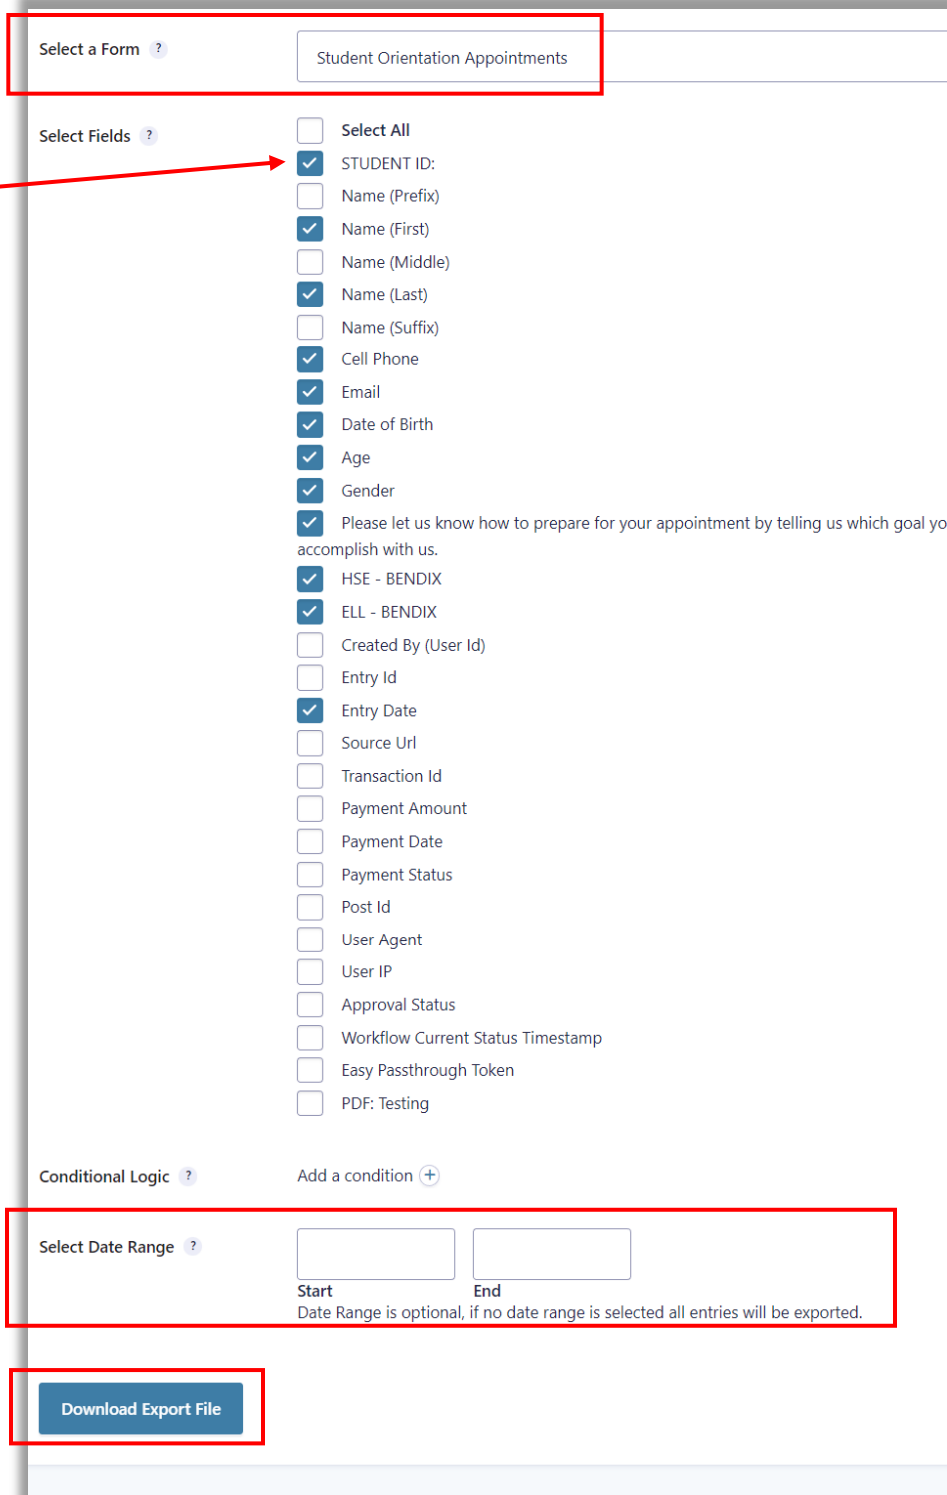 Select a Form ?
Student Orientation Appointments
Select Fields ?
Select All
STUDENT ID:
Name (Prefix)
Name (First)
Name (Middle)
Name (Last)
Name (Suffix)
Cell Phone
Email
Date of Birth
Age
Gender
Please let us know how to prepare for your appointment by telling us which goal yo
accomplish with us.
HSE - BENDIX
ELL - BENDIX
Created By (User Id)
Entry Id
Entry Date
Source Url
Transaction Id
Payment Amount
Payment Date
Payment Status
Post Id
User Agent
User IP
Approval Status
Workflow Current Status Timestamp
Easy Passthrough Token
PDF: Testing
Conditional Logic ?
Add a condition +
Select Date Range ?
Start End
Date Range is optional, if no date range is selected all entries will be exported.
Download Export File